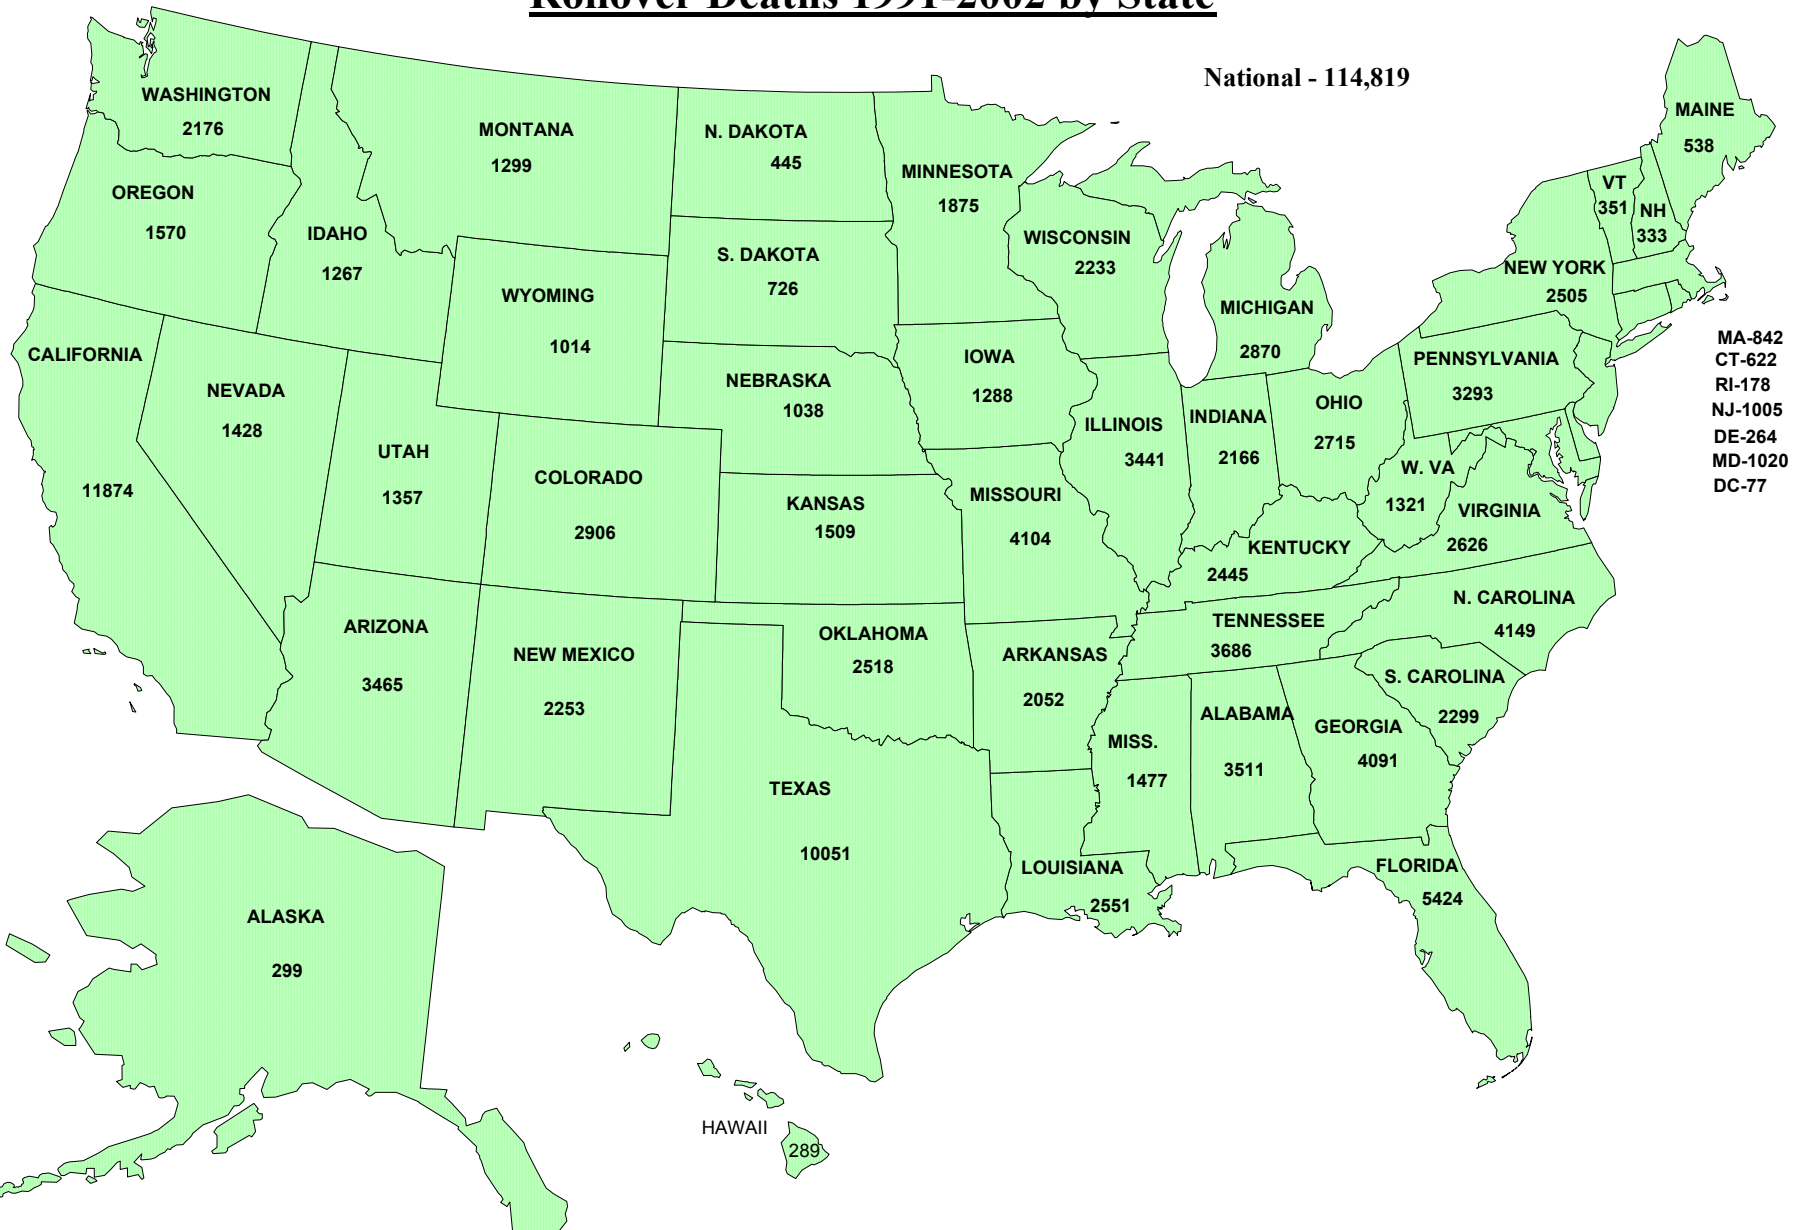 Rollover Deaths 1991-2002 by State
National - 114,819
WASHINGTON
2176
OREGON
1570
IDAHO
1267
MONTANA
1299
N. DAKOTA
445
MINNESOTA
1875
S. DAKOTA
726
WYOMING
1014
WISCONSIN
2233
MICHIGAN
2870
MAINE
538
VT
351
NH
333
NEW YORK
2505
MA-842
CT-622
RI-178
NJ-1005
DE-264
MD-1020
DC-77
CALIFORNIA
11874
NEVADA
1428
UTAH
1357
COLORADO
2906
NEBRASKA
1038
IOWA
1288
KANSAS
1509
MISSOURI
4104
ILLINOIS
3441
INDIANA
2166
OHIO
2715
PENNSYLVANIA
3293
W. VA
1321
VIRGINIA
2626
KENTUCKY
2445
N. CAROLINA
4149
TENNESSEE
3686
S. CAROLINA
2299
ARIZONA
3465
NEW MEXICO
2253
OKLAHOMA
2518
ARKANSAS
2052
MISS.
1477
ALABAMA
3511
GEORGIA
4091
TEXAS
10051
LOUISIANA
2551
FLORIDA
5424
ALASKA
299
HAWAII
289